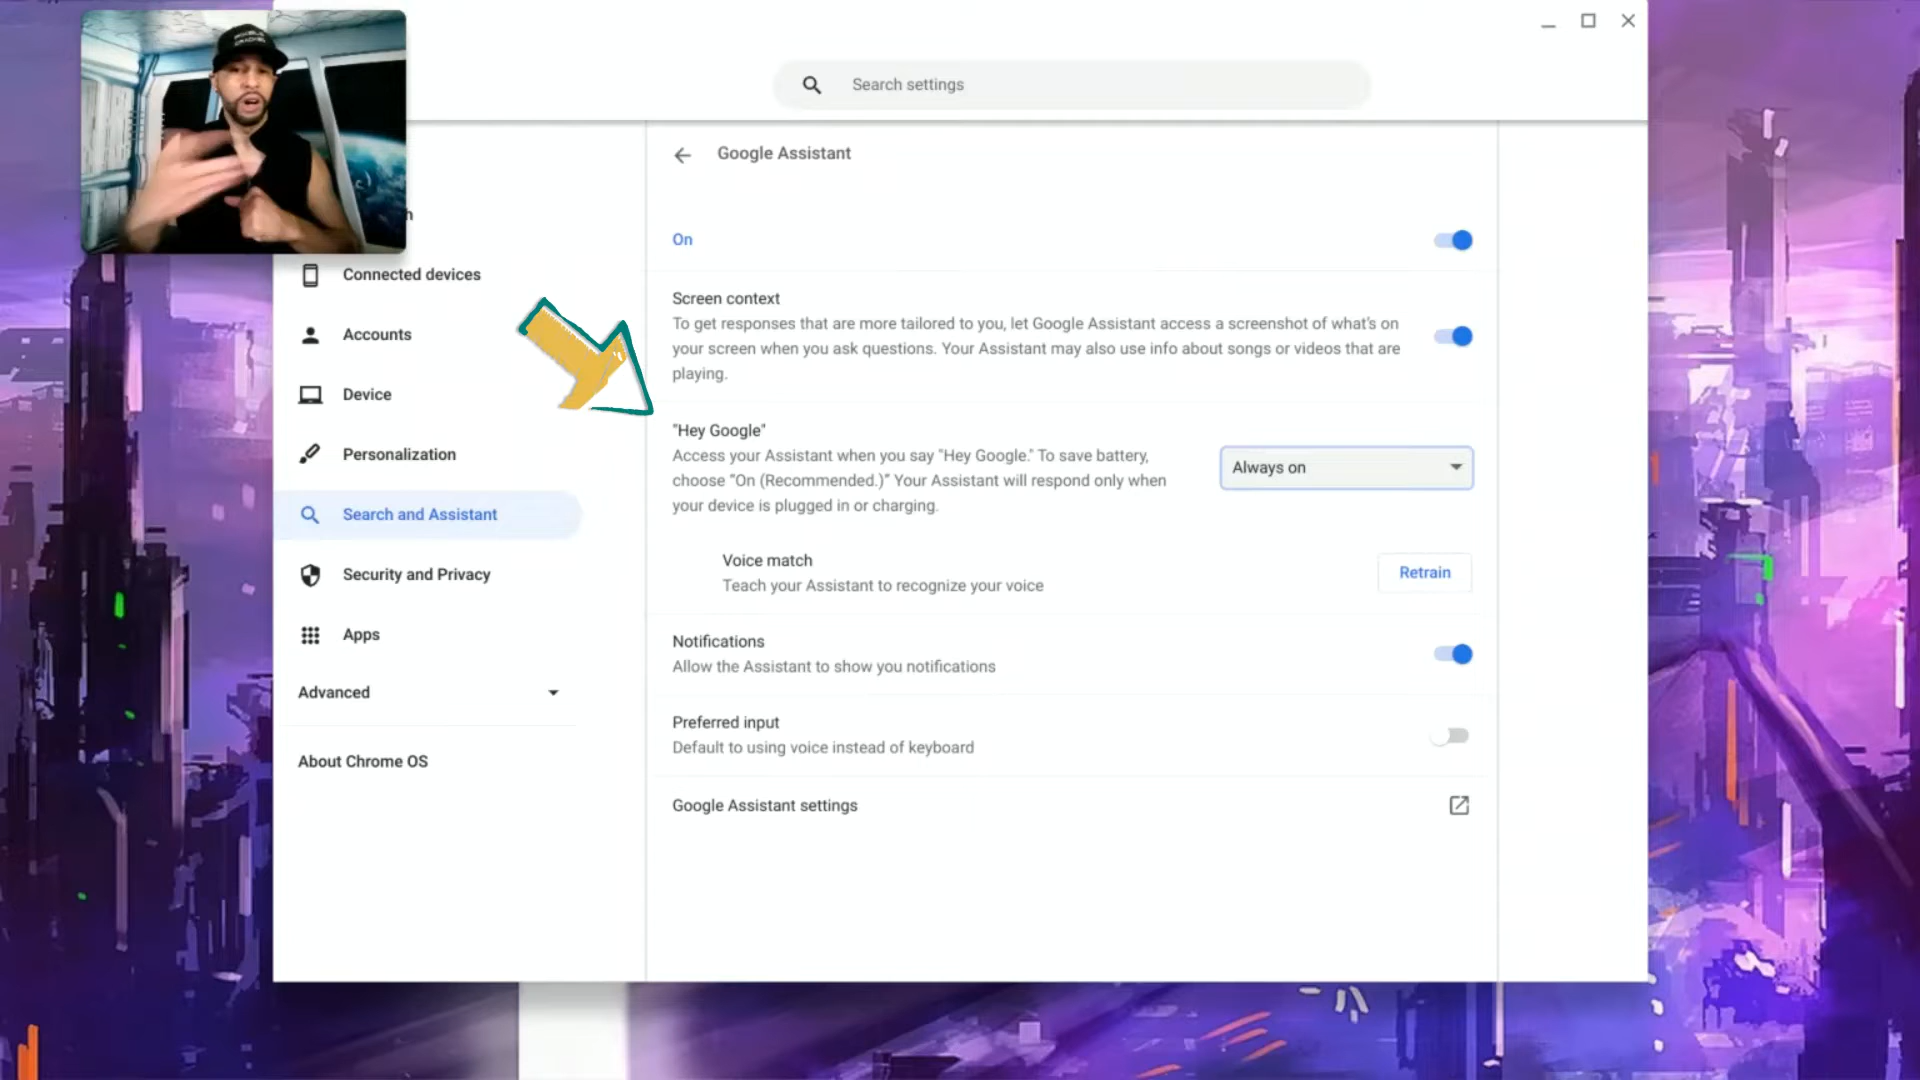 Search settings
Google Assistant
On
Connected devices
Accounts
Device
Personalization
Search and Assistant
Security and Privacy
Apps
Advanced
About Chrome OS
Screen context
To get responses that are more tailored to you, let Google Assistant access a screenshot of what's on
your screen when you ask questions. Your Assistant may also use info about songs or videos that are
playing.
"Hey Google"
Access your Assistant when you say "Hey Google." To save battery,
choose "On (Recommended.)" Your Assistant will respond only when
your device is plugged in or charging.
Always on
Voice match
Teach your Assistant to recognize your voice
Retrain
Notifications
Allow the Assistant to show you notifications
Preferred input
Default to using voice instead of keyboard
Google Assistant settings